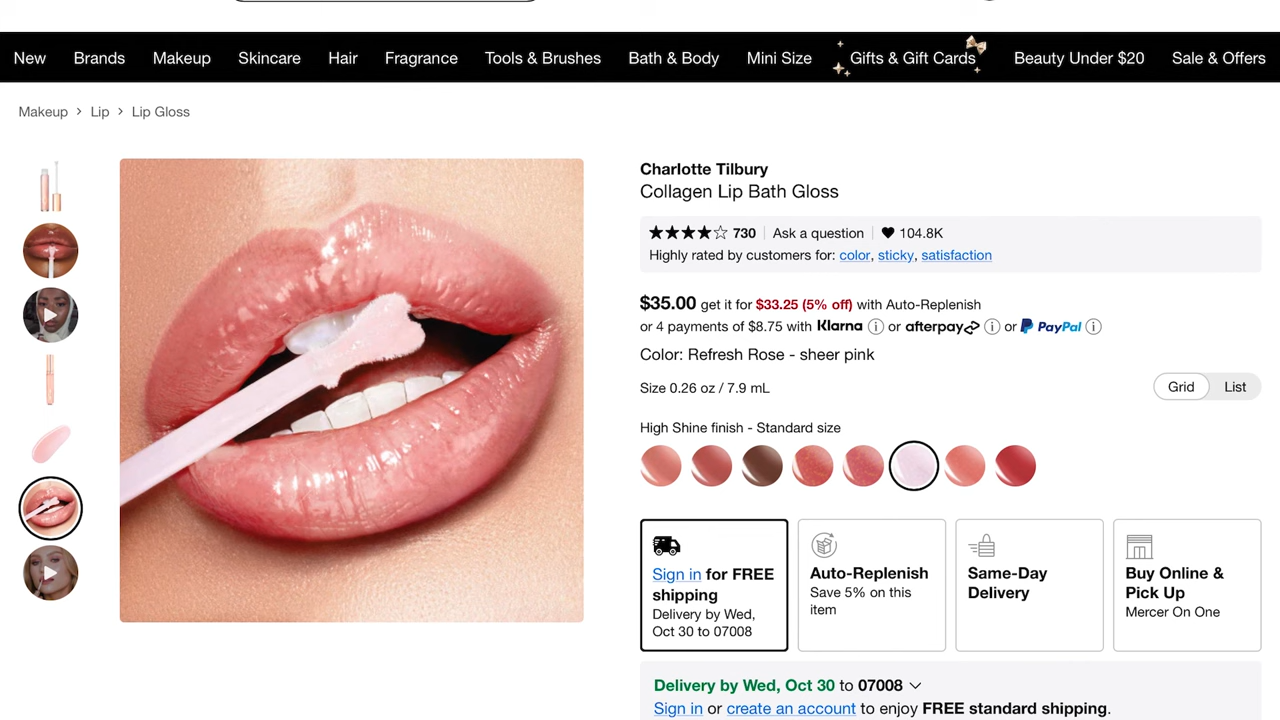 New Brands Makeup Skincare Hair Fragrance Tools & Brushes Bath & Body Mini Size Gifts & Gift Cards Beauty Under $20 Sale & Offers
Makeup > Lip > Lip Gloss
Charlotte Tilbury
Collagen Lip Bath Gloss
730 Ask a question 104.8K
Highly rated by customers for: color, sticky, satisfaction
$35.00 get it for $33.25 (5% off) with Auto-Replenish
or 4 payments of $8.75 with Klarna or afterpay or PayPal
Color: Refresh Rose - sheer pink
Size 0.26 oz / 7.9 mL
Grid List
High Shine finish - Standard size
Sign in for FREE
shipping
Delivery by Wed,
Oct 30 to 07008
Auto-Replenish
Save 5% on this
item
Same-Day
Delivery
Buy Online &
Pick Up
Mercer On One
Delivery by Wed, Oct 30 to 07008
Sign in or create an account to enjoy FREE standard shipping.